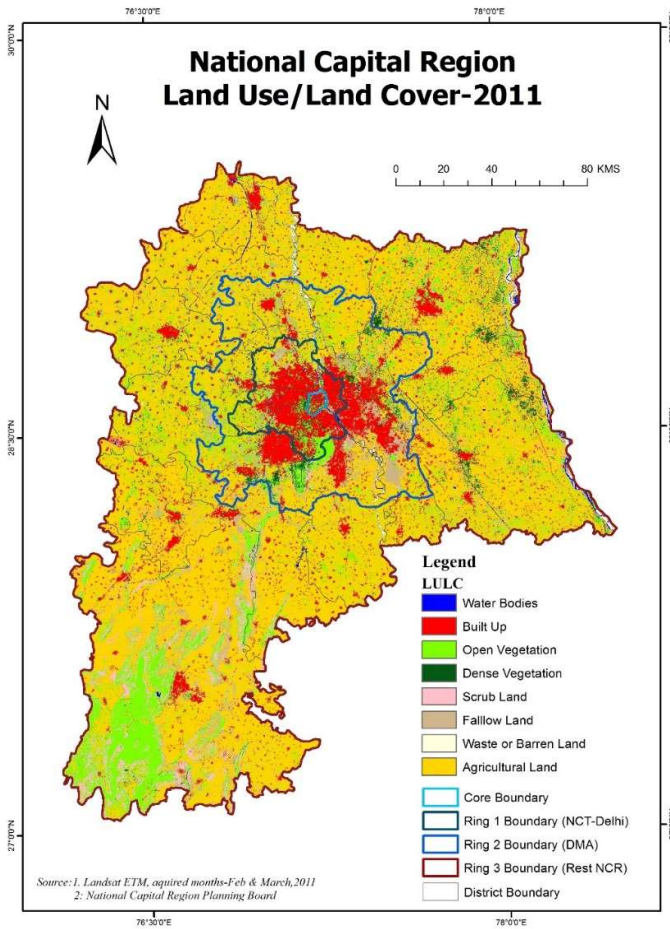 76°30'0"E
78°0'0"E
30°0'0"N
National Capital Region
Land Use/Land Cover-2011
N
0 20 40 80 KMS
28°30'0"N
Legend
LULC
Water Bodies
Built Up
Open Vegetation
Dense Vegetation
Scrub Land
Falllow Land
Waste or Barren Land
Agricultural Land
Core Boundary
Ring 1 Boundary (NCT-Delhi)
Ring 2 Boundary (DMA)
Ring 3 Boundary (Rest NCR)
District Boundary
27°0'0"N
Source:1. Landsat ETM, aquired months-Feb & March,2011
2: National Capital Region Planning Board
76°30'0"E
78°0'0"E